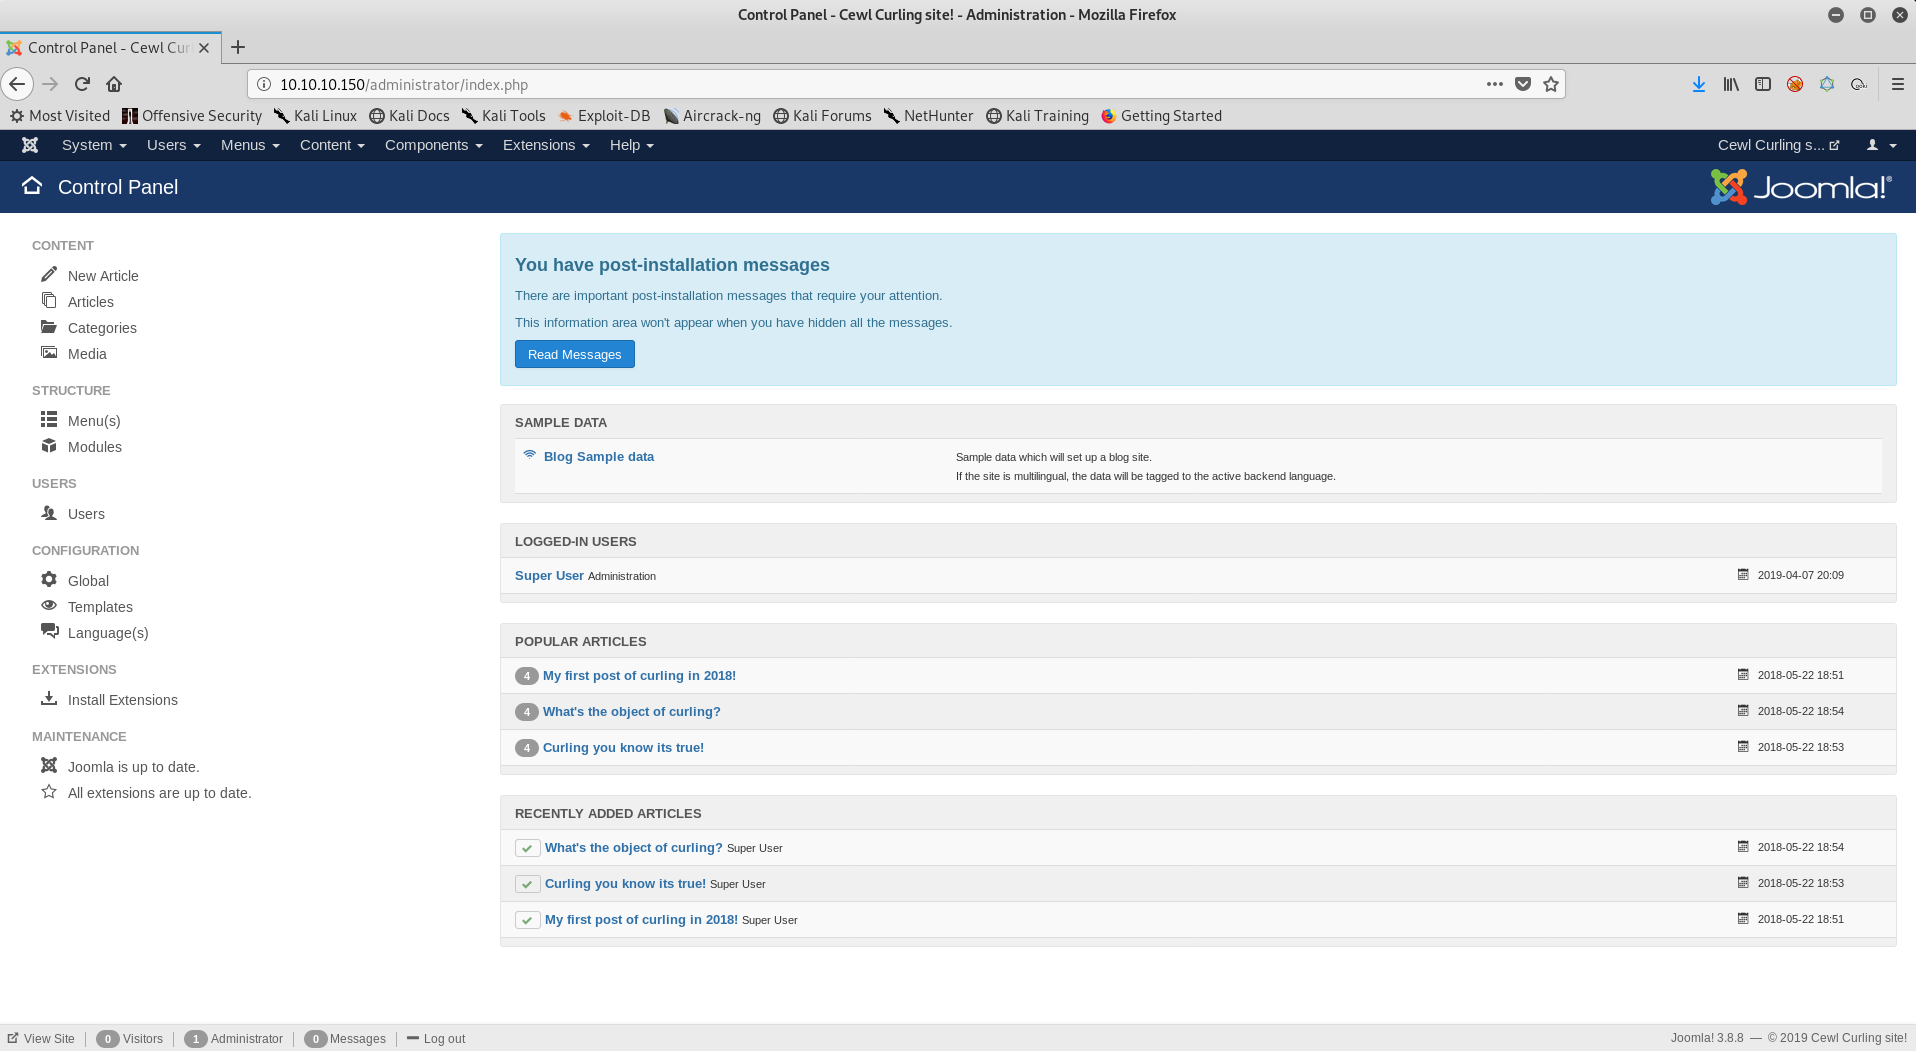 Control Panel - Cewl Curling site! - Administration - Mozilla Firefox
Control Panel - Cewl Cur
10.10.10.150/administrator/index.php
Most Visited Offensive Security Kali Linux Kali Docs Kali Tools Exploit-DB Aircrack-ng Kali Forums NetHunter Kali Training Getting Started
System Users Menus Content Components Extensions Help Cewl Curling s...
Control Panel Joomla!®
CONTENT
New Article
Articles
Categories
Media
STRUCTURE
Menu(s)
Modules
USERS
Users
CONFIGURATION
Global
Templates
Language(s)
EXTENSIONS
Install Extensions
MAINTENANCE
Joomla is up to date.
All extensions are up to date.
You have post-installation messages
There are important post-installation messages that require your attention.
This information area won't appear when you have hidden all the messages.
Read Messages
SAMPLE DATA
Blog Sample data Sample data which will set up a blog site.
If the site is multilingual, the data will be tagged to the active backend language.
LOGGED-IN USERS
Super User Administration 2019-04-07 20:09
POPULAR ARTICLES
4 My first post of curling in 2018! 2018-05-22 18:51
4 What's the object of curling? 2018-05-22 18:54
4 Curling you know its true! 2018-05-22 18:53
RECENTLY ADDED ARTICLES
What's the object of curling? Super User 2018-05-22 18:54
Curling you know its true! Super User 2018-05-22 18:53
My first post of curling in 2018! Super User 2018-05-22 18:51
View Site 0 Visitors 1 Administrator 0 Messages Log out Joomla! 3.8.8 — © 2019 Cewl Curling site!